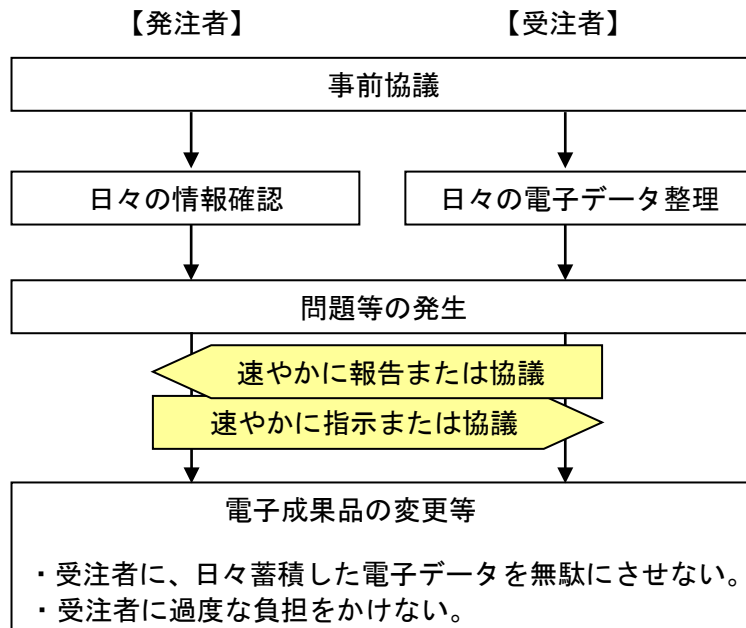 【発注者】
【受注者】
事前協議
日々の情報確認
日々の電子データ整理
問題等の発生
速やかに報告または協議
速やかに指示または協議
電子成果品の変更等
・受注者に、日々蓄積した電子データを無駄にさせない。
・受注者に過度な負担をかけない。